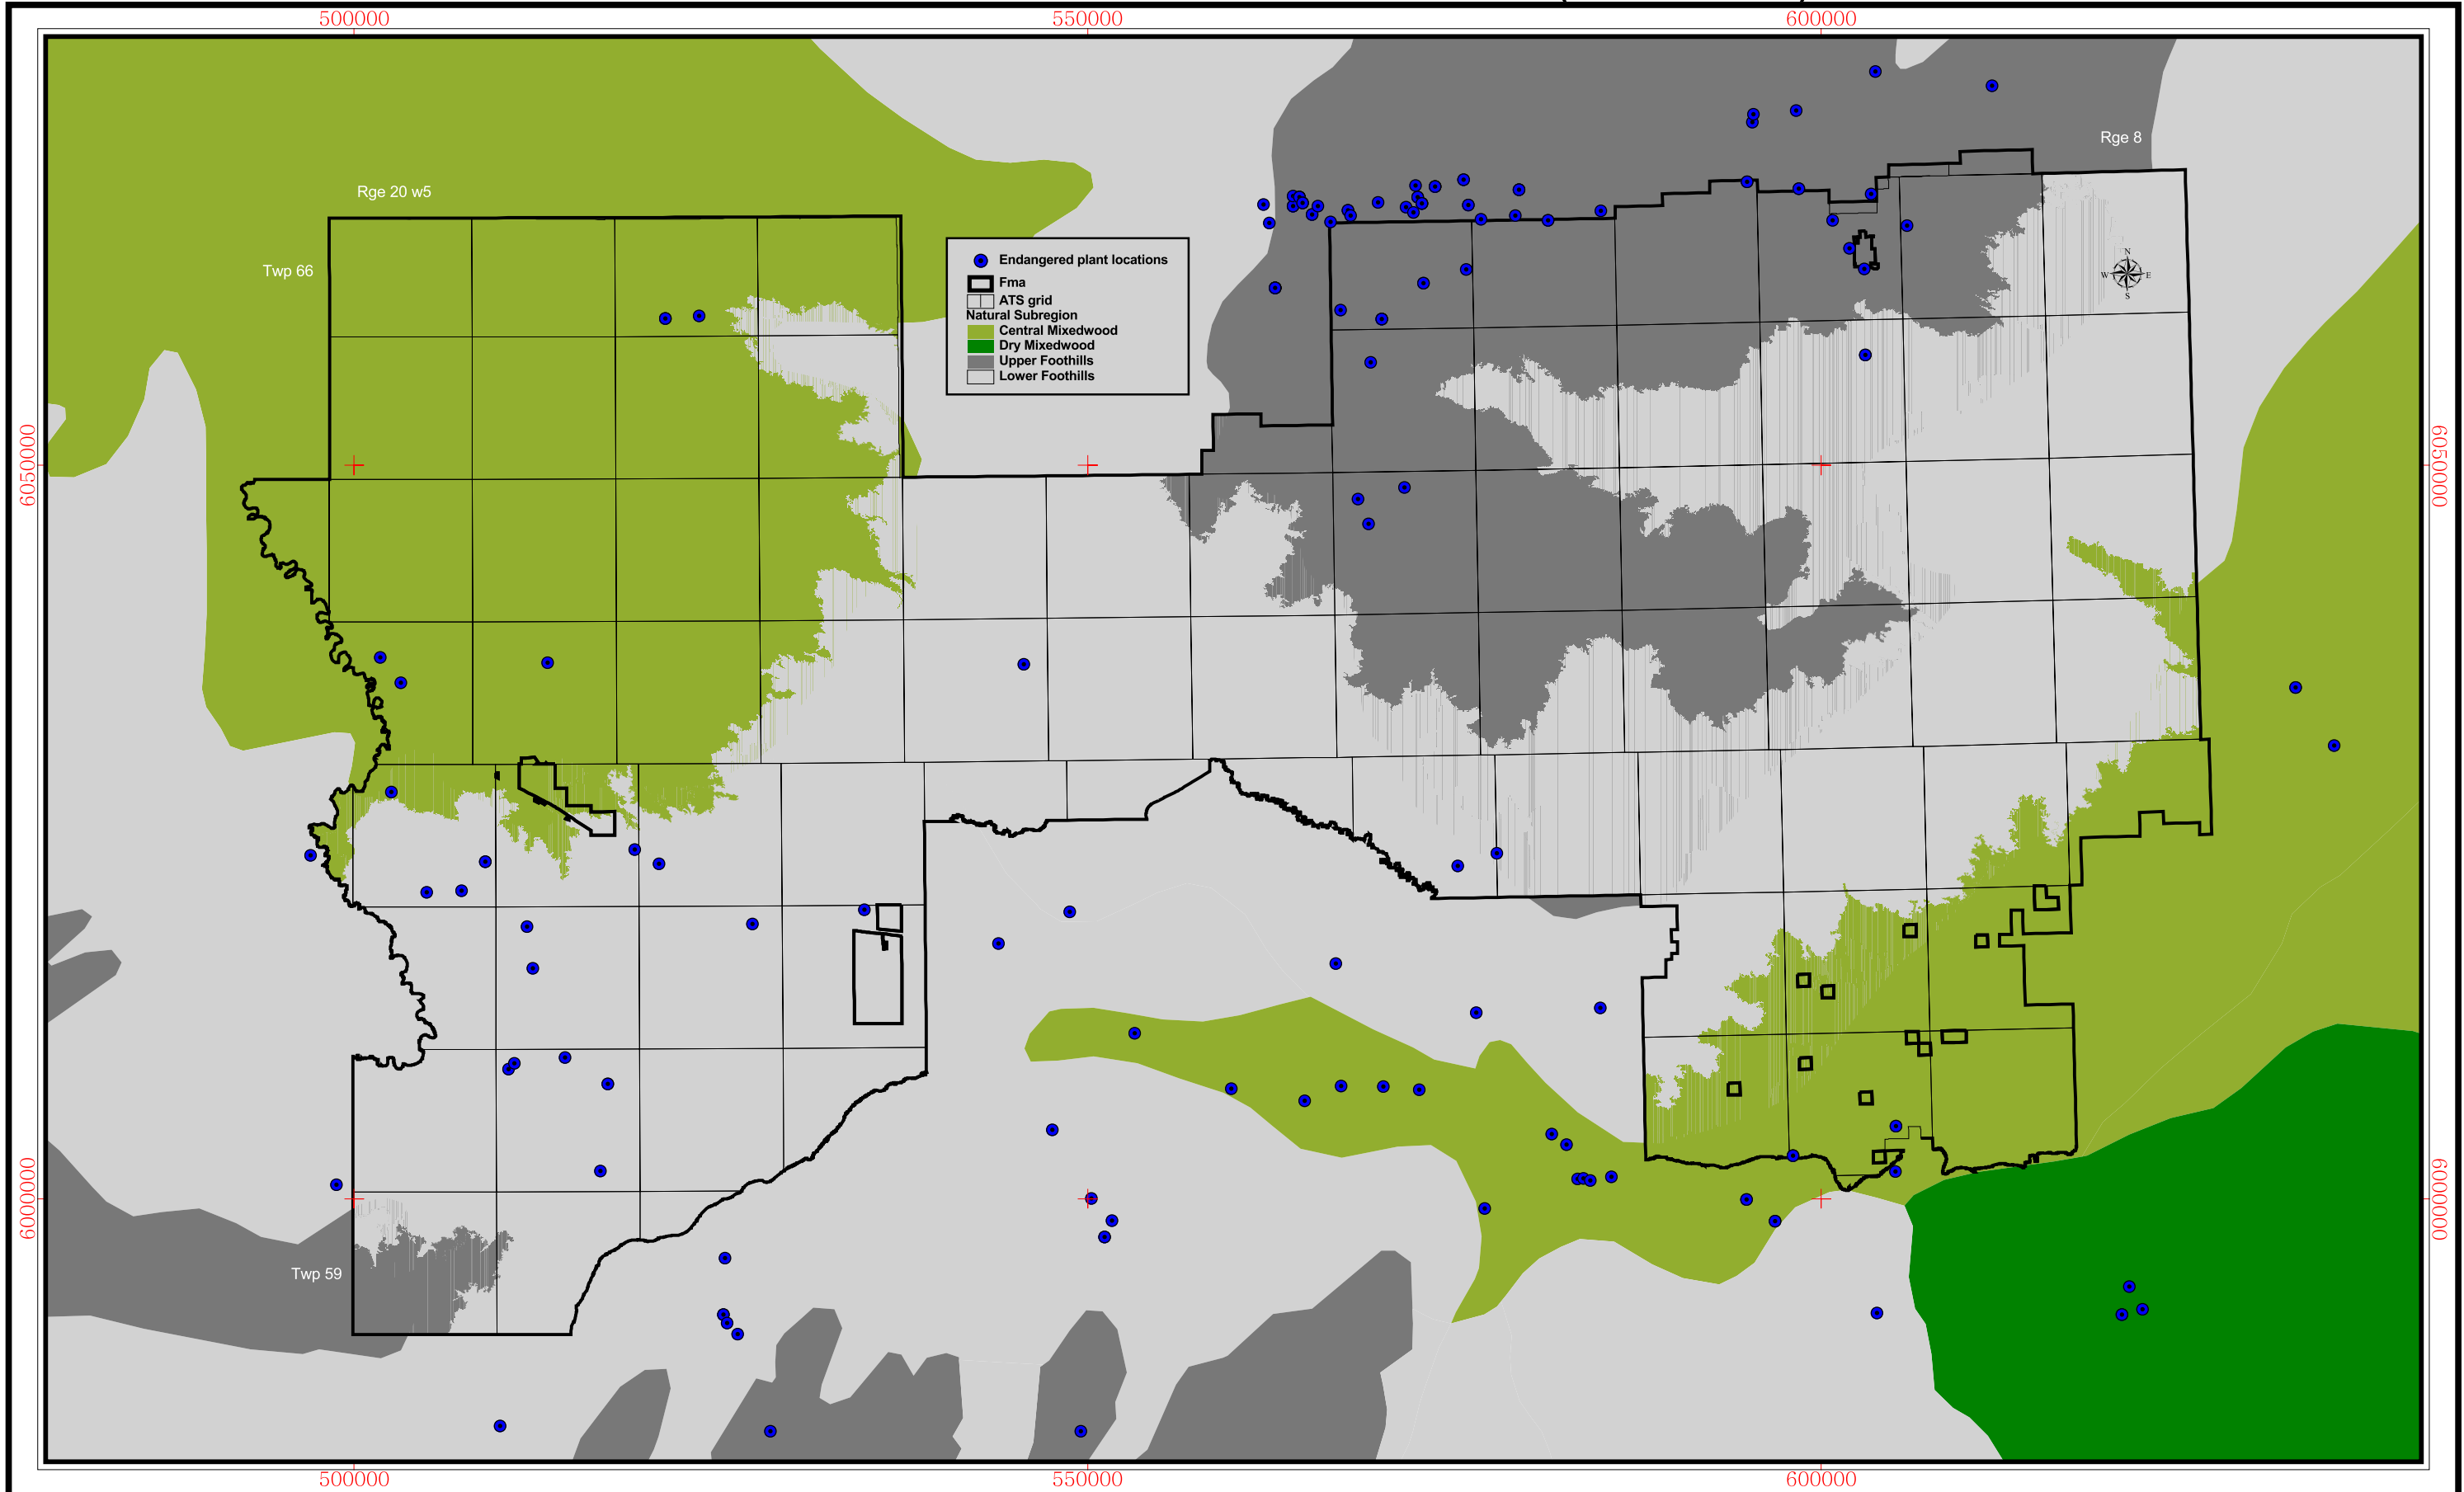 500000
550000
600000
Rge 8
Rge 20 w5
Twp 66
Endangered plant locations
Fma
ATS grid
Natural Subregion
Central Mixedwood
Dry Mixedwood
Upper Foothills
Lower Foothills
N
W
E
S
6050000
6050000
6000000
6000000
Twp 59
500000
550000
600000